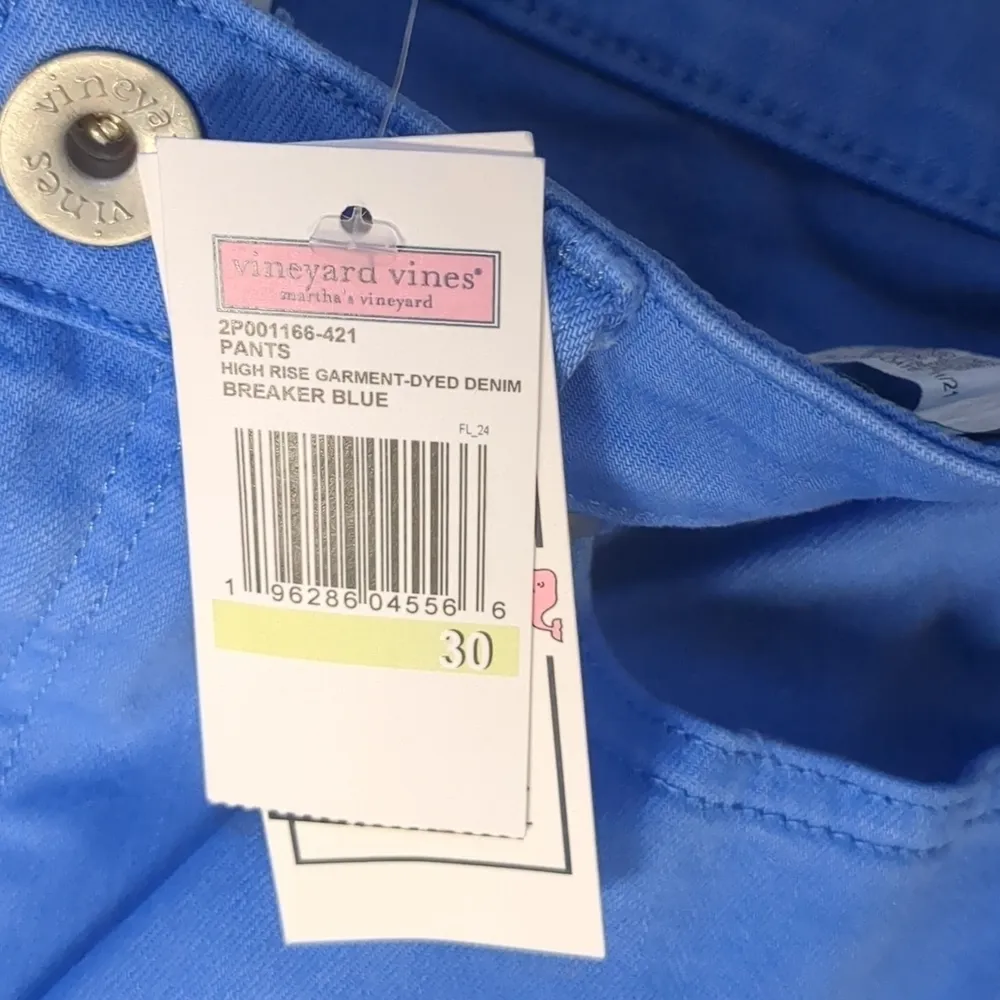 vineya
vines
vineyard vines®
martha's vineyard
2P001166-421
PANTS
HIGH RISE GARMENT-DYED DENIM
BREAKER BLUE
FL_24
1 96286 04556 6
30